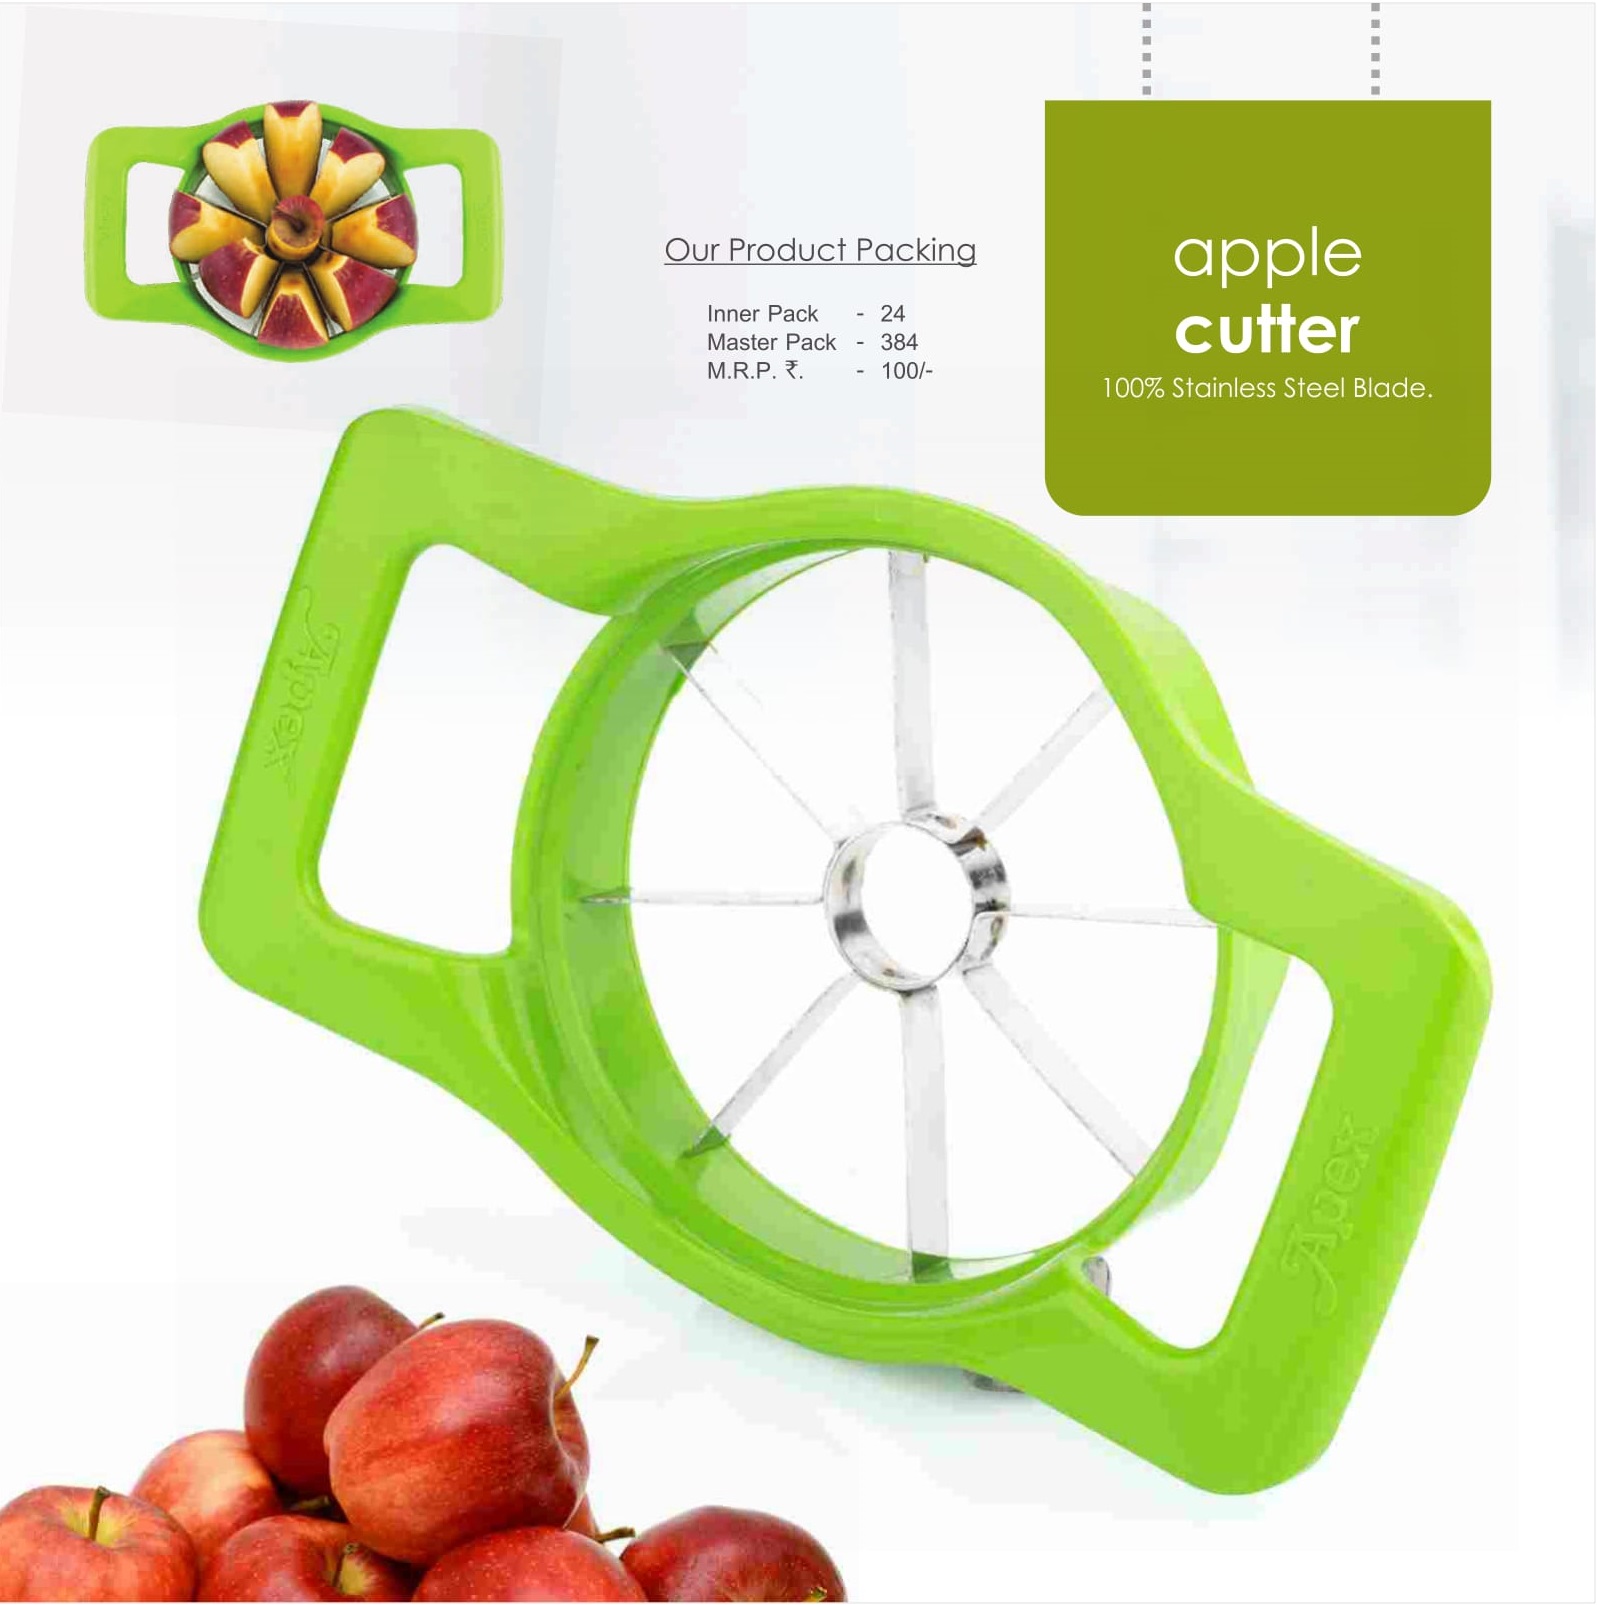 Our Product Packing
Inner Pack - 24
Master Pack - 384
M.R.P. ₹. - 100/-
apple
cutter
100% Stainless Steel Blade.
Apex
Apex